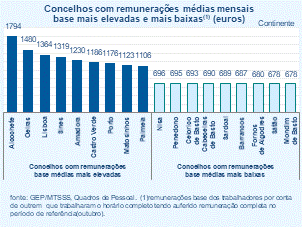 Concelhos com remunerações médias mensais
base mais elevadas e mais baixas(1) (euros)
Continente
1794
1480
1364
1319
1230
1186
1176
1123
1106
696
695
693
690
689
687
680
678
678
Alcochete
Oeiras
Lisboa
Sines
Amadora
Castro Verde
Porto
Matosinhos
Palmela
Nisa
Penedono
Celorico
de Basto
Cabeceiras
de Basto
Sardoal
Barrancos
Fornos
de Algodres
Sátão
Mondim
de Basto
Concelhos com remunerações
base médias mais elevadas
Concelhos com remunerações
base médias mais baixas
fonte: GEP/MTSSS, Quadros de Pessoal. (1)remunerações base dos trabalhadores por conta
de outrem que trabalharam o horário completo tendo auferido remuneração completa no
período de referência(outubro).